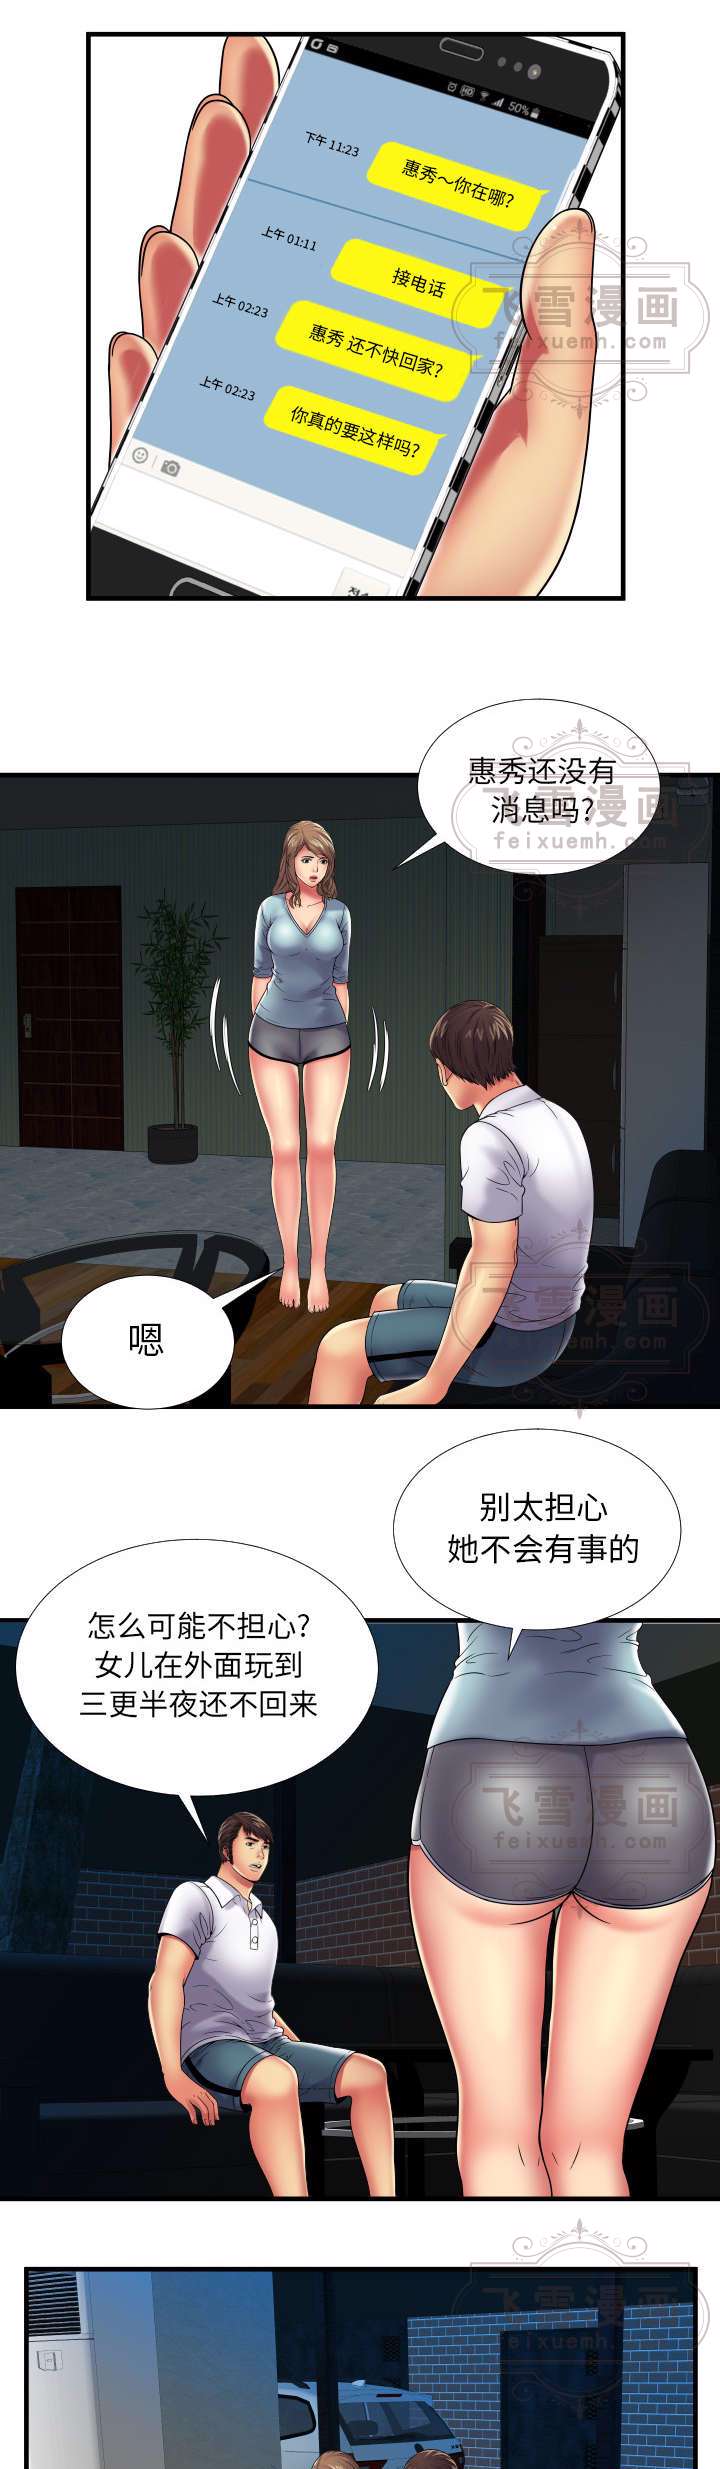 HD 50%
下午 11:23
惠秀～你在哪?
上午 01:11
接电话
上午 02:23
惠秀 还不快回家?
上午 02:23
你真的要这样吗?
飞雪漫画
feixuemh.com
惠秀还没有
消息吗?
飞雪漫画
feixuemh.com
嗯
飞雪漫画
feixuemh.com
别太担心
她不会有事的
怎么可能不担心?
女儿在外面玩到
三更半夜还不回来
飞雪漫画
feixuemh.com
飞雪漫画
feixuemh.com